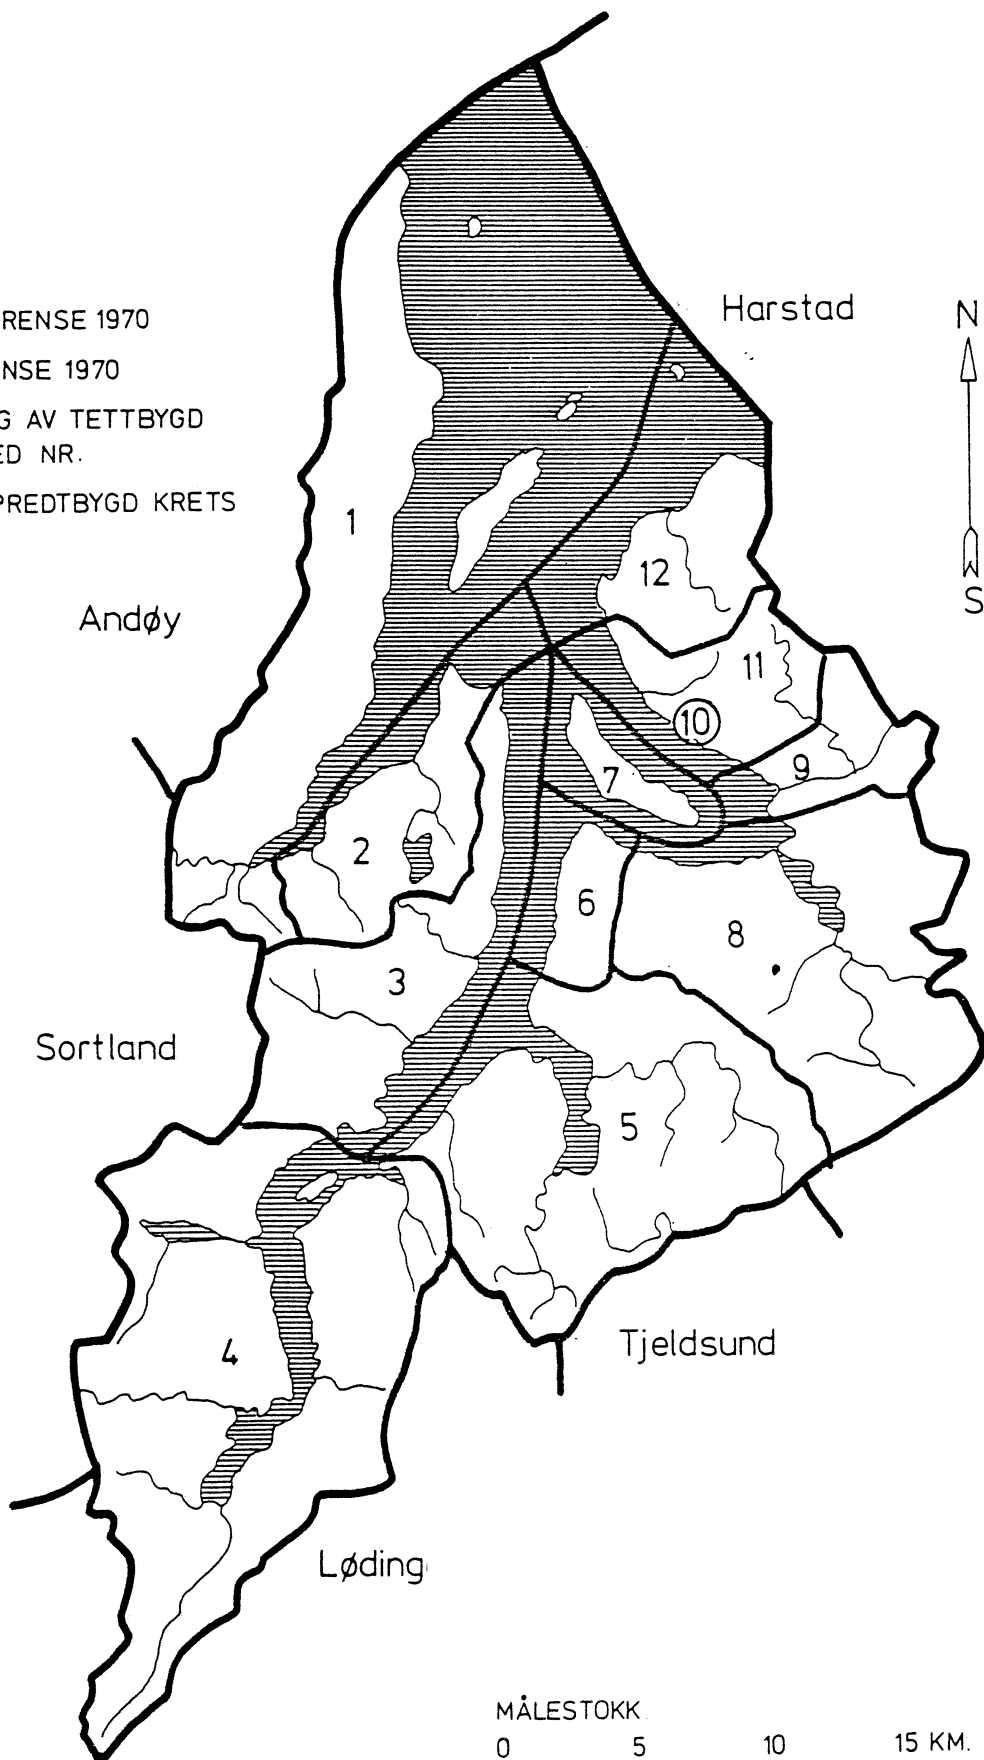 RENSE 1970
NSE 1970
G AV TETTBYGD
ED NR.
PREDTBYGD KRETS
Harstad
N
S
Andøy
Sortland
Tjeldsund
Løding
1
2
3
4
5
6
7
8
9
10
11
12
MÅLESTOKK
0 5 10 15 KM.